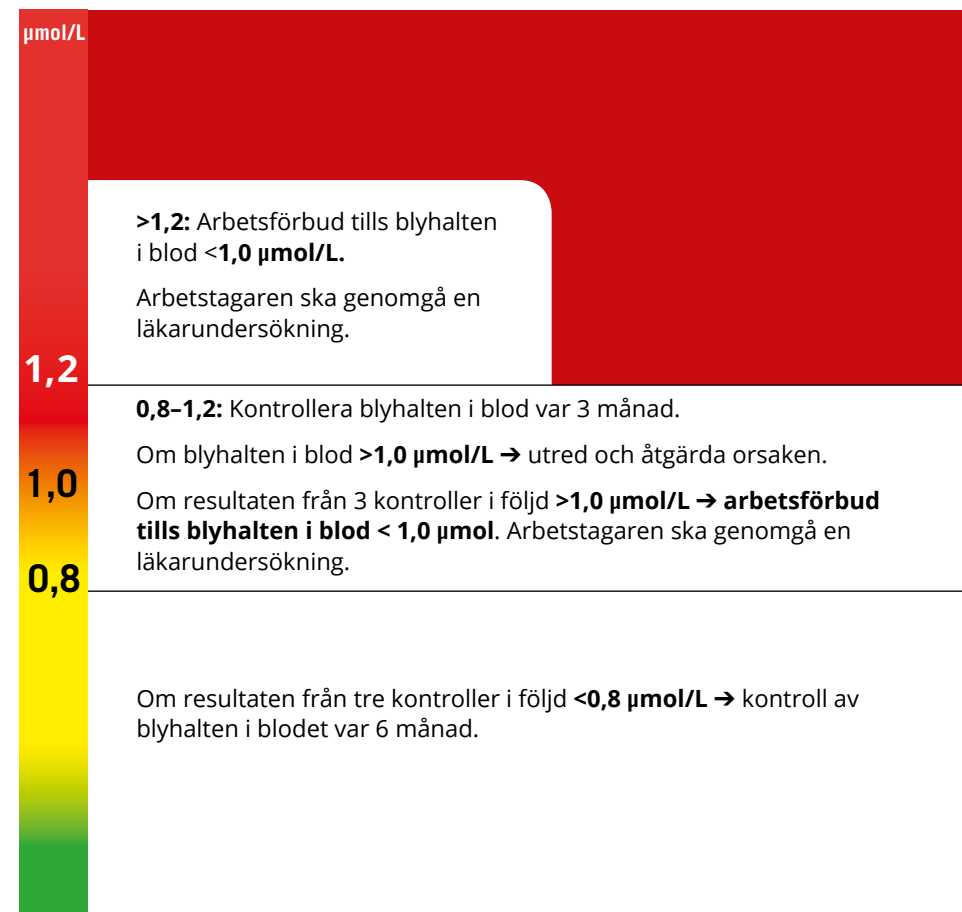 µmol/L
>1,2: Arbetsförbud tills blyhalten
i blod <1,0 µmol/L.
Arbetstagaren ska genomgå en
läkarundersökning.
1,2
0,8–1,2: Kontrollera blyhalten i blod var 3 månad.
Om blyhalten i blod >1,0 µmol/L ➔ utred och åtgärda orsaken.
1,0
Om resultaten från 3 kontroller i följd >1,0 µmol/L ➔ arbetsförbud
tills blyhalten i blod < 1,0 µmol. Arbetstagaren ska genomgå en
läkarundersökning.
0,8
Om resultaten från tre kontroller i följd <0,8 µmol/L ➔ kontroll av
blyhalten i blodet var 6 månad.